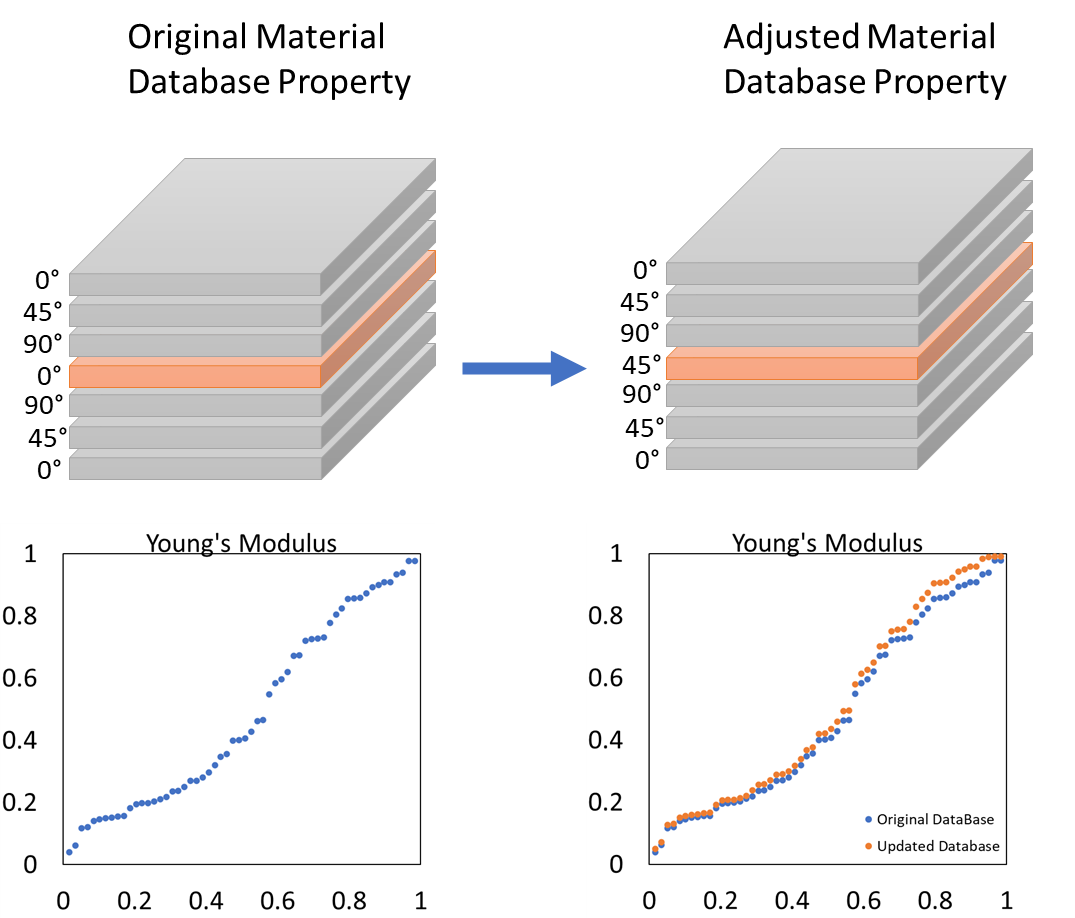 Original Material
Database Property
Adjusted Material
Database Property
0°
45°
90°
0°
90°
45°
0°
0°
45°
90°
45°
90°
45°
0°
Young's Modulus
1
0.8
0.6
0.4
0.2
0
0 0.2 0.4 0.6 0.8 1
Young's Modulus
1
0.8
0.6
0.4
0.2
0
Original DataBase
Updated Database
0 0.2 0.4 0.6 0.8 1